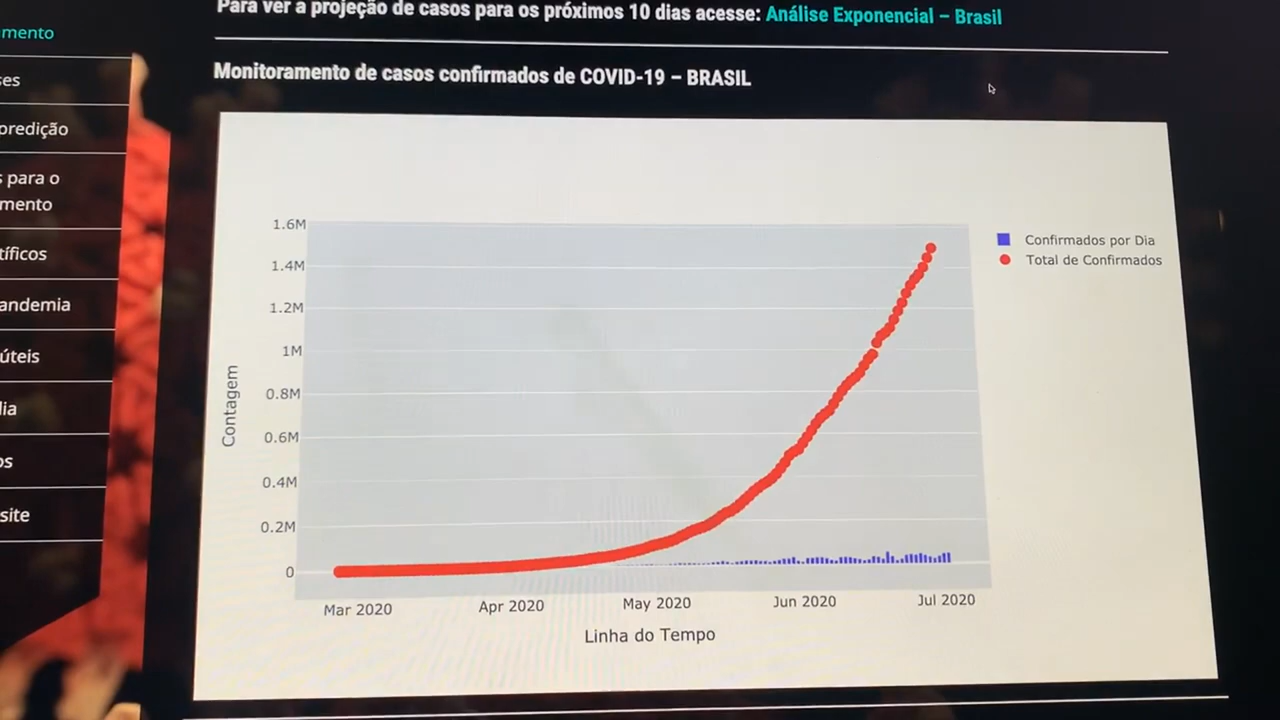 Para ver a projeção de casos para os próximos 10 dias acesse: Análise Exponencial – Brasil
Monitoramento de casos confirmados de COVID-19 – BRASIL
mento
ses
predição
s para o
mento
tíficos
andemia
úteis
dia
os
site
1.6M
1.4M
1.2M
1M
0.8M
0.6M
0.4M
0.2M
0
Contagem
Mar 2020
Apr 2020
May 2020
Jun 2020
Jul 2020
Linha do Tempo
Confirmados por Dia
Total de Confirmados